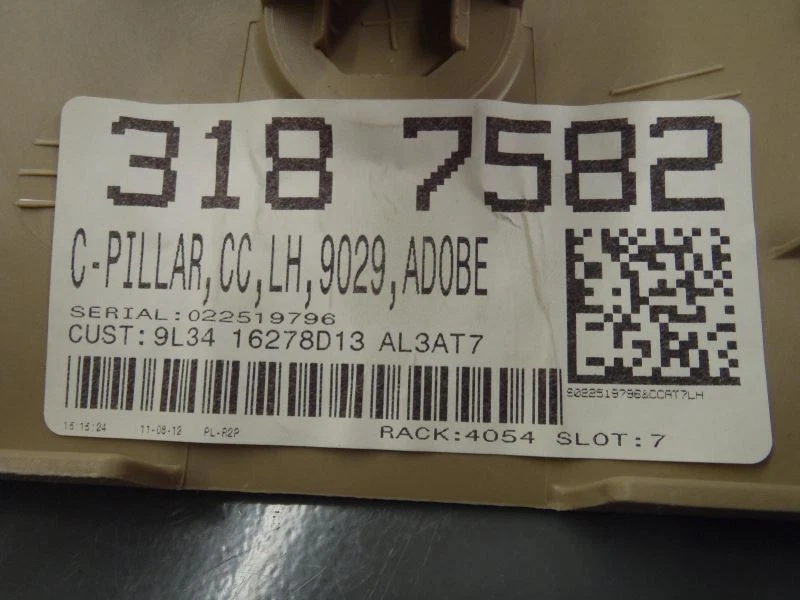 318 7582
C-PILLAR,CC,LH,9029,ADOBE
SERIAL:022519796
CUST:9L34 16278D13 AL3AT7
S022519796&CCAT7LH
15:15:24 11-08-12 PL-R2P RACK:4054 SLOT:7